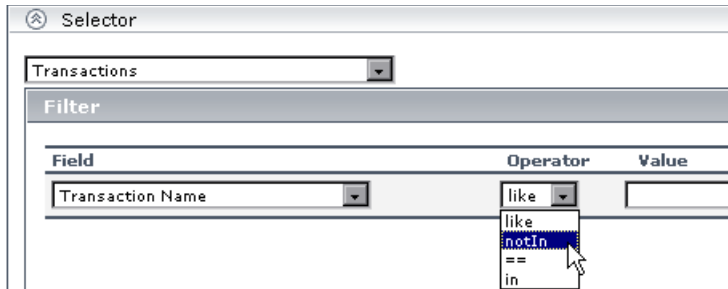 Selector
Transactions
Filter
Field Operator Value
Transaction Name like
like
notIn
==
in